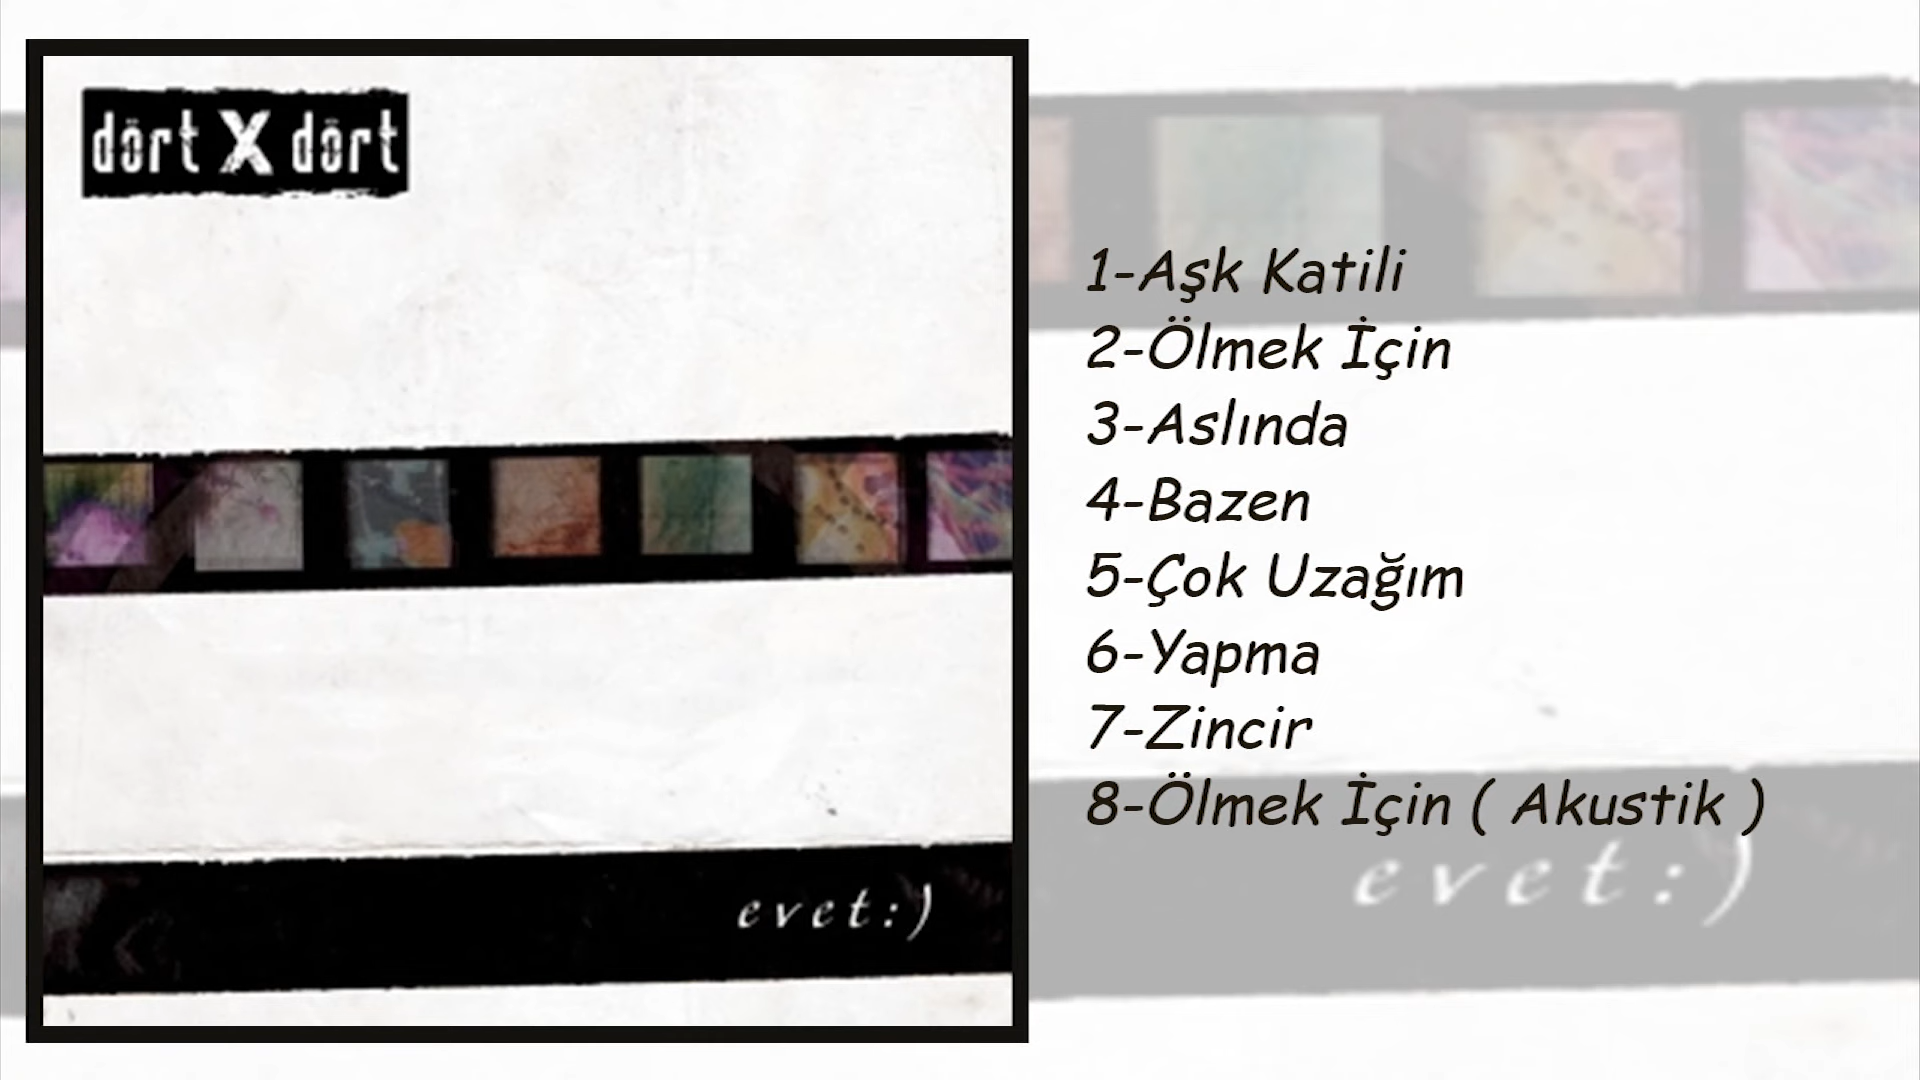 dört X dört
evet:)
1-Aşk Katili
2-Ölmek İçin
3-Aslında
4-Bazen
5-Çok Uzağım
6-Yapma
7-Zincir
8-Ölmek İçin ( Akustik )
evet:)